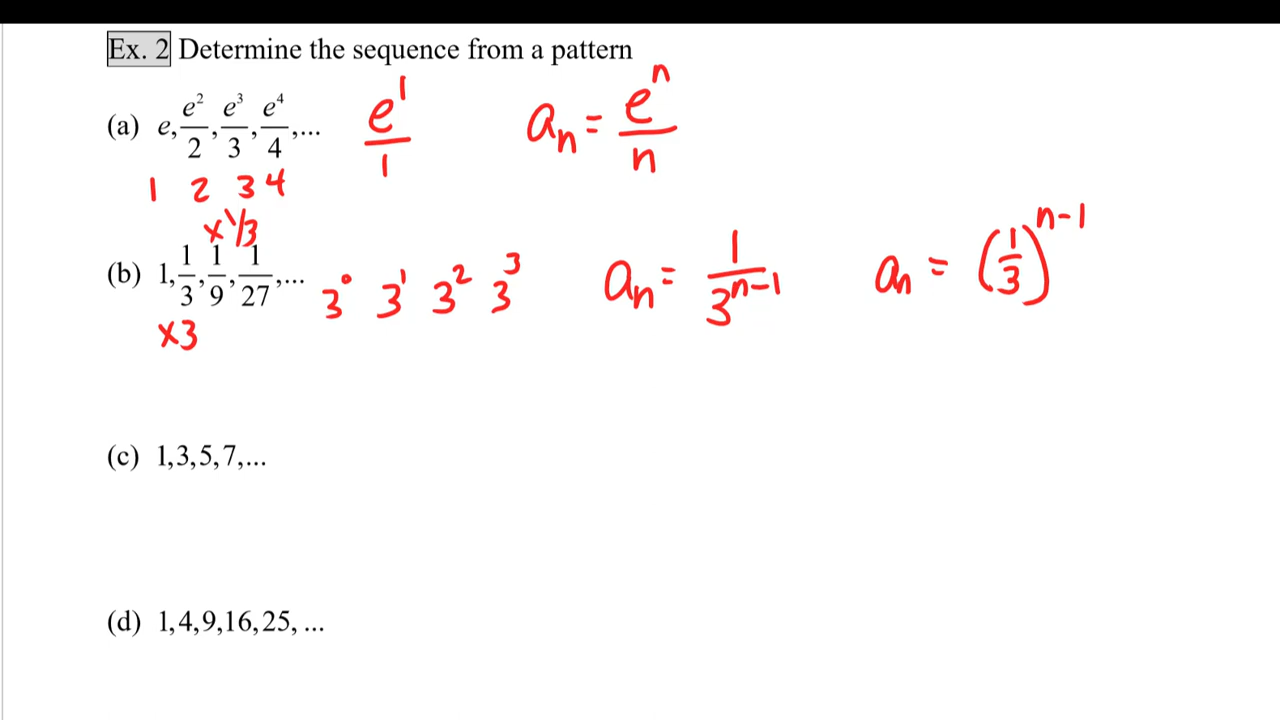 Ex. 2 Determine the sequence from a pattern
(a) e, e²/2, e³/3, e⁴/4, ... e¹/1 aₙ = eⁿ/n
1 2 3 4
x 1/3
(b) 1, 1/3, 1/9, 1/27, ... 3⁰ 3¹ 3² 3³ aₙ = 1/3ⁿ⁻¹ aₙ = (1/3)ⁿ⁻¹
x3
(c) 1,3,5,7,...
(d) 1,4,9,16,25, ...